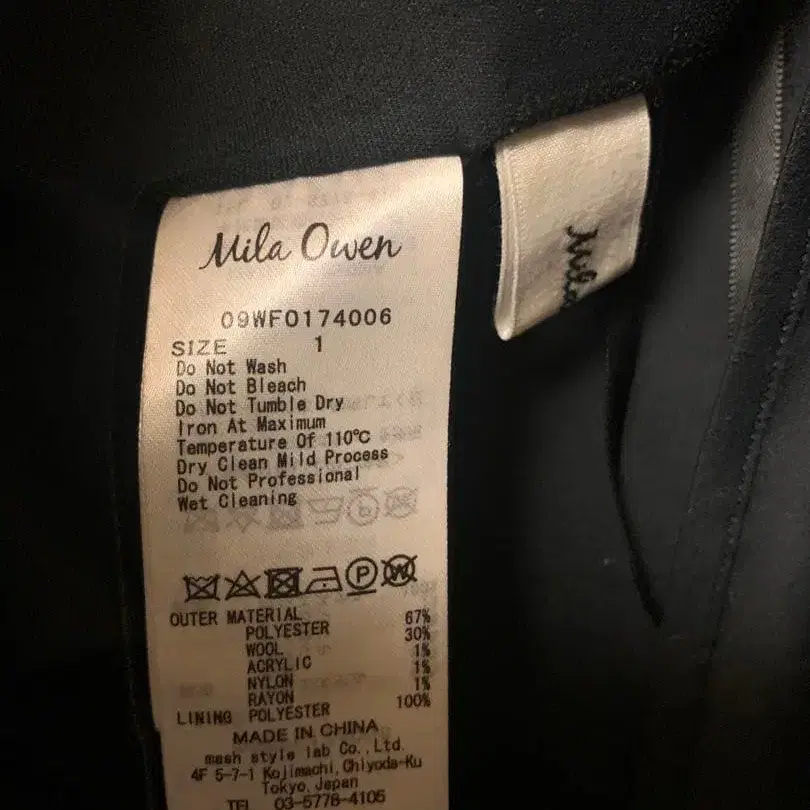 Mila Owen
09WF0174006
SIZE 1
Do Not Wash
Do Not Bleach
Do Not Tumble Dry
Iron At Maximum
Temperature Of 110℃
Dry Clean Mild Process
Do Not Professional
Wet Cleaning
P W
OUTER MATERIAL
POLYESTER 67%
WOOL 30%
ACRYLIC 1%
NYLON 1%
RAYON 1%
LINING POLYESTER 100%
MADE IN CHINA
mash style lab Co.,Ltd.
4F 5-7-1 Kojimachi,Chiyoda-Ku
Tokyo,Japan
TEL 03-5778-4105
Mila